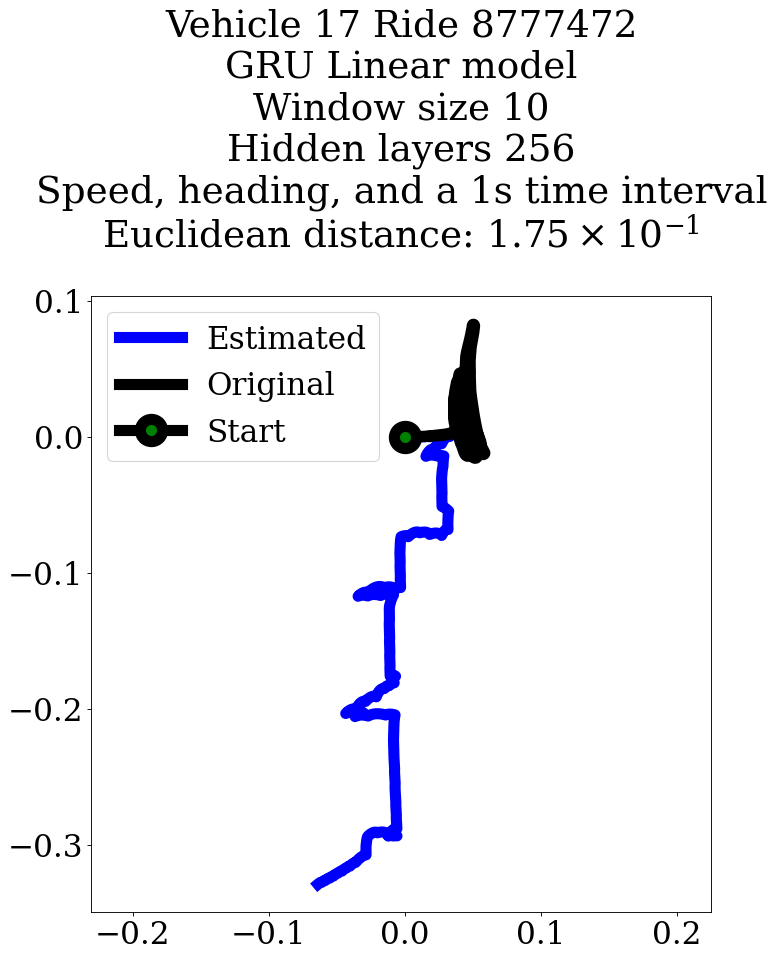 Vehicle 17 Ride 8777472
GRU Linear model
Window size 10
Hidden layers 256
Speed, heading, and a 1s time interval
Euclidean distance: 1.75 × 10⁻¹
Estimated
Original
Start
0.1
0.0
−0.1
−0.2
−0.3
−0.2
−0.1
0.0
0.1
0.2